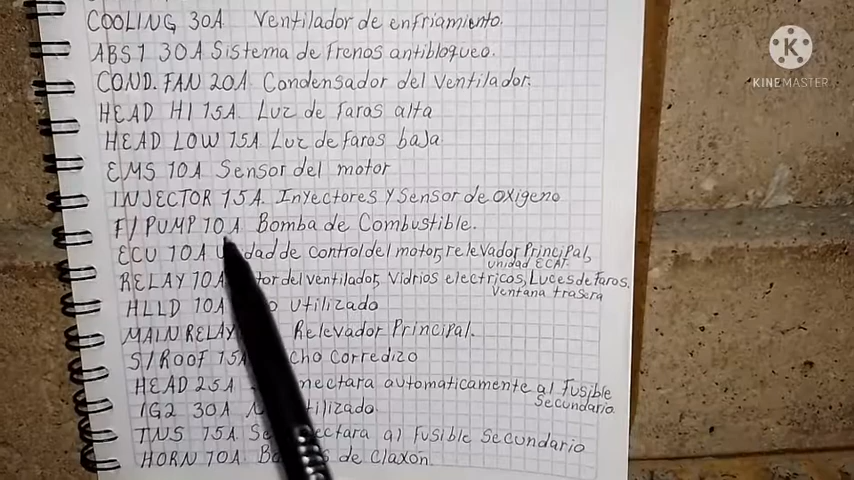 COOLING 30A Ventilador de enfriamiento.
ABS 1 30A Sistema de frenos antibloqueo.
COND. FAN 20A Condensador del Ventilador.
HEAD HI 15A Luz de faros alta
HEAD LOW 15A Luz de faros baja
EMS 10A Sensor del motor
INJECTOR 15A Inyectores y Sensor de oxigeno
F/PUMP 10A Bomba de Combustible.
ECU 10A de control del motor, relevador Principal,
unidad ECAT.
RELAY 10A del ventilador, Vidrios electricos, Luces de Faros,
Ventana trasera
HLLD 10A utilizado
MAIN RELAY Relevador Principal.
S/ROOF 15A Corredizo
HEAD 25A automaticamente al Fusible
Secundario.
IG2 30A
TNS 15A al Fusible Secundario
HORN 10A de Claxon
K
KINEMASTER